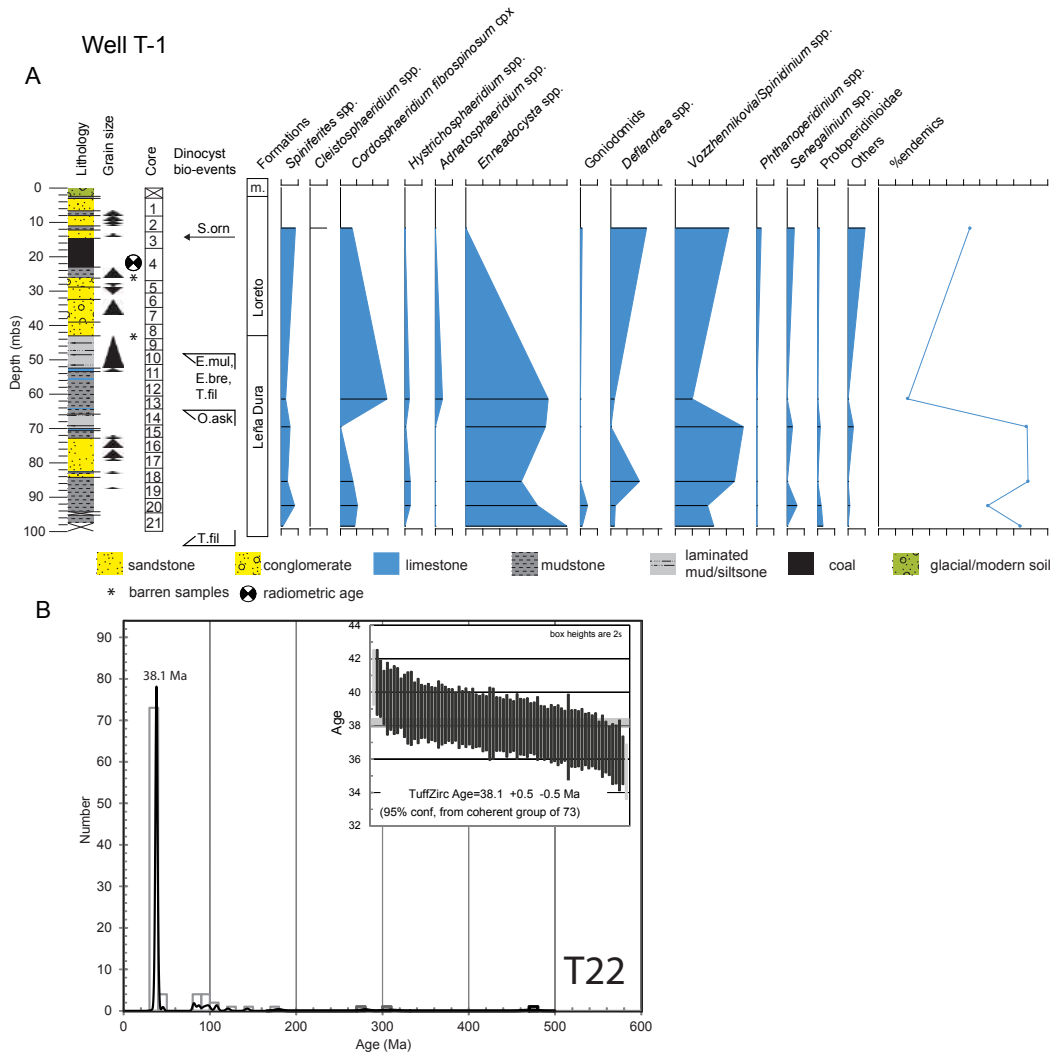 Well T-1
A
Lithology
Grain size
Core
Dinocyst
bio-events
Formations
Spiniferites spp.
Cleistosphaeridium spp.
Cordosphaeridium fibrospinosum cpx
Hystrichosphaeridium spp.
Adnatosphaeridium spp.
Enneadocysta spp.
Goniodomids
Deflandrea spp.
Vozzhennikovia/Spinidinium spp.
Phthanoperidinium spp.
Senegalinium spp.
Protoperidinioidae
Others
%endemics
Depth (mbs)
0
10
20
30
40
50
60
70
80
90
100
*
*
1
2
3
4
5
6
7
8
9
10
11
12
13
14
15
16
17
18
19
20
21
S.orn
E.mul,
E.bre,
T.fil
O.ask
T.fil
m.
Loreto
Leña Dura
sandstone
conglomerate
limestone
mudstone
laminated
mud/siltsone
coal
glacial/modern soil
* barren samples
radiometric age
B
Number
90
80
70
60
50
40
30
20
10
0
38.1 Ma
0 100 200 300 400 500 600
Age (Ma)
T22
Age
44
42
40
38
36
34
32
box heights are 2s
TuffZirc Age=38.1 +0.5 -0.5 Ma
(95% conf, from coherent group of 73)